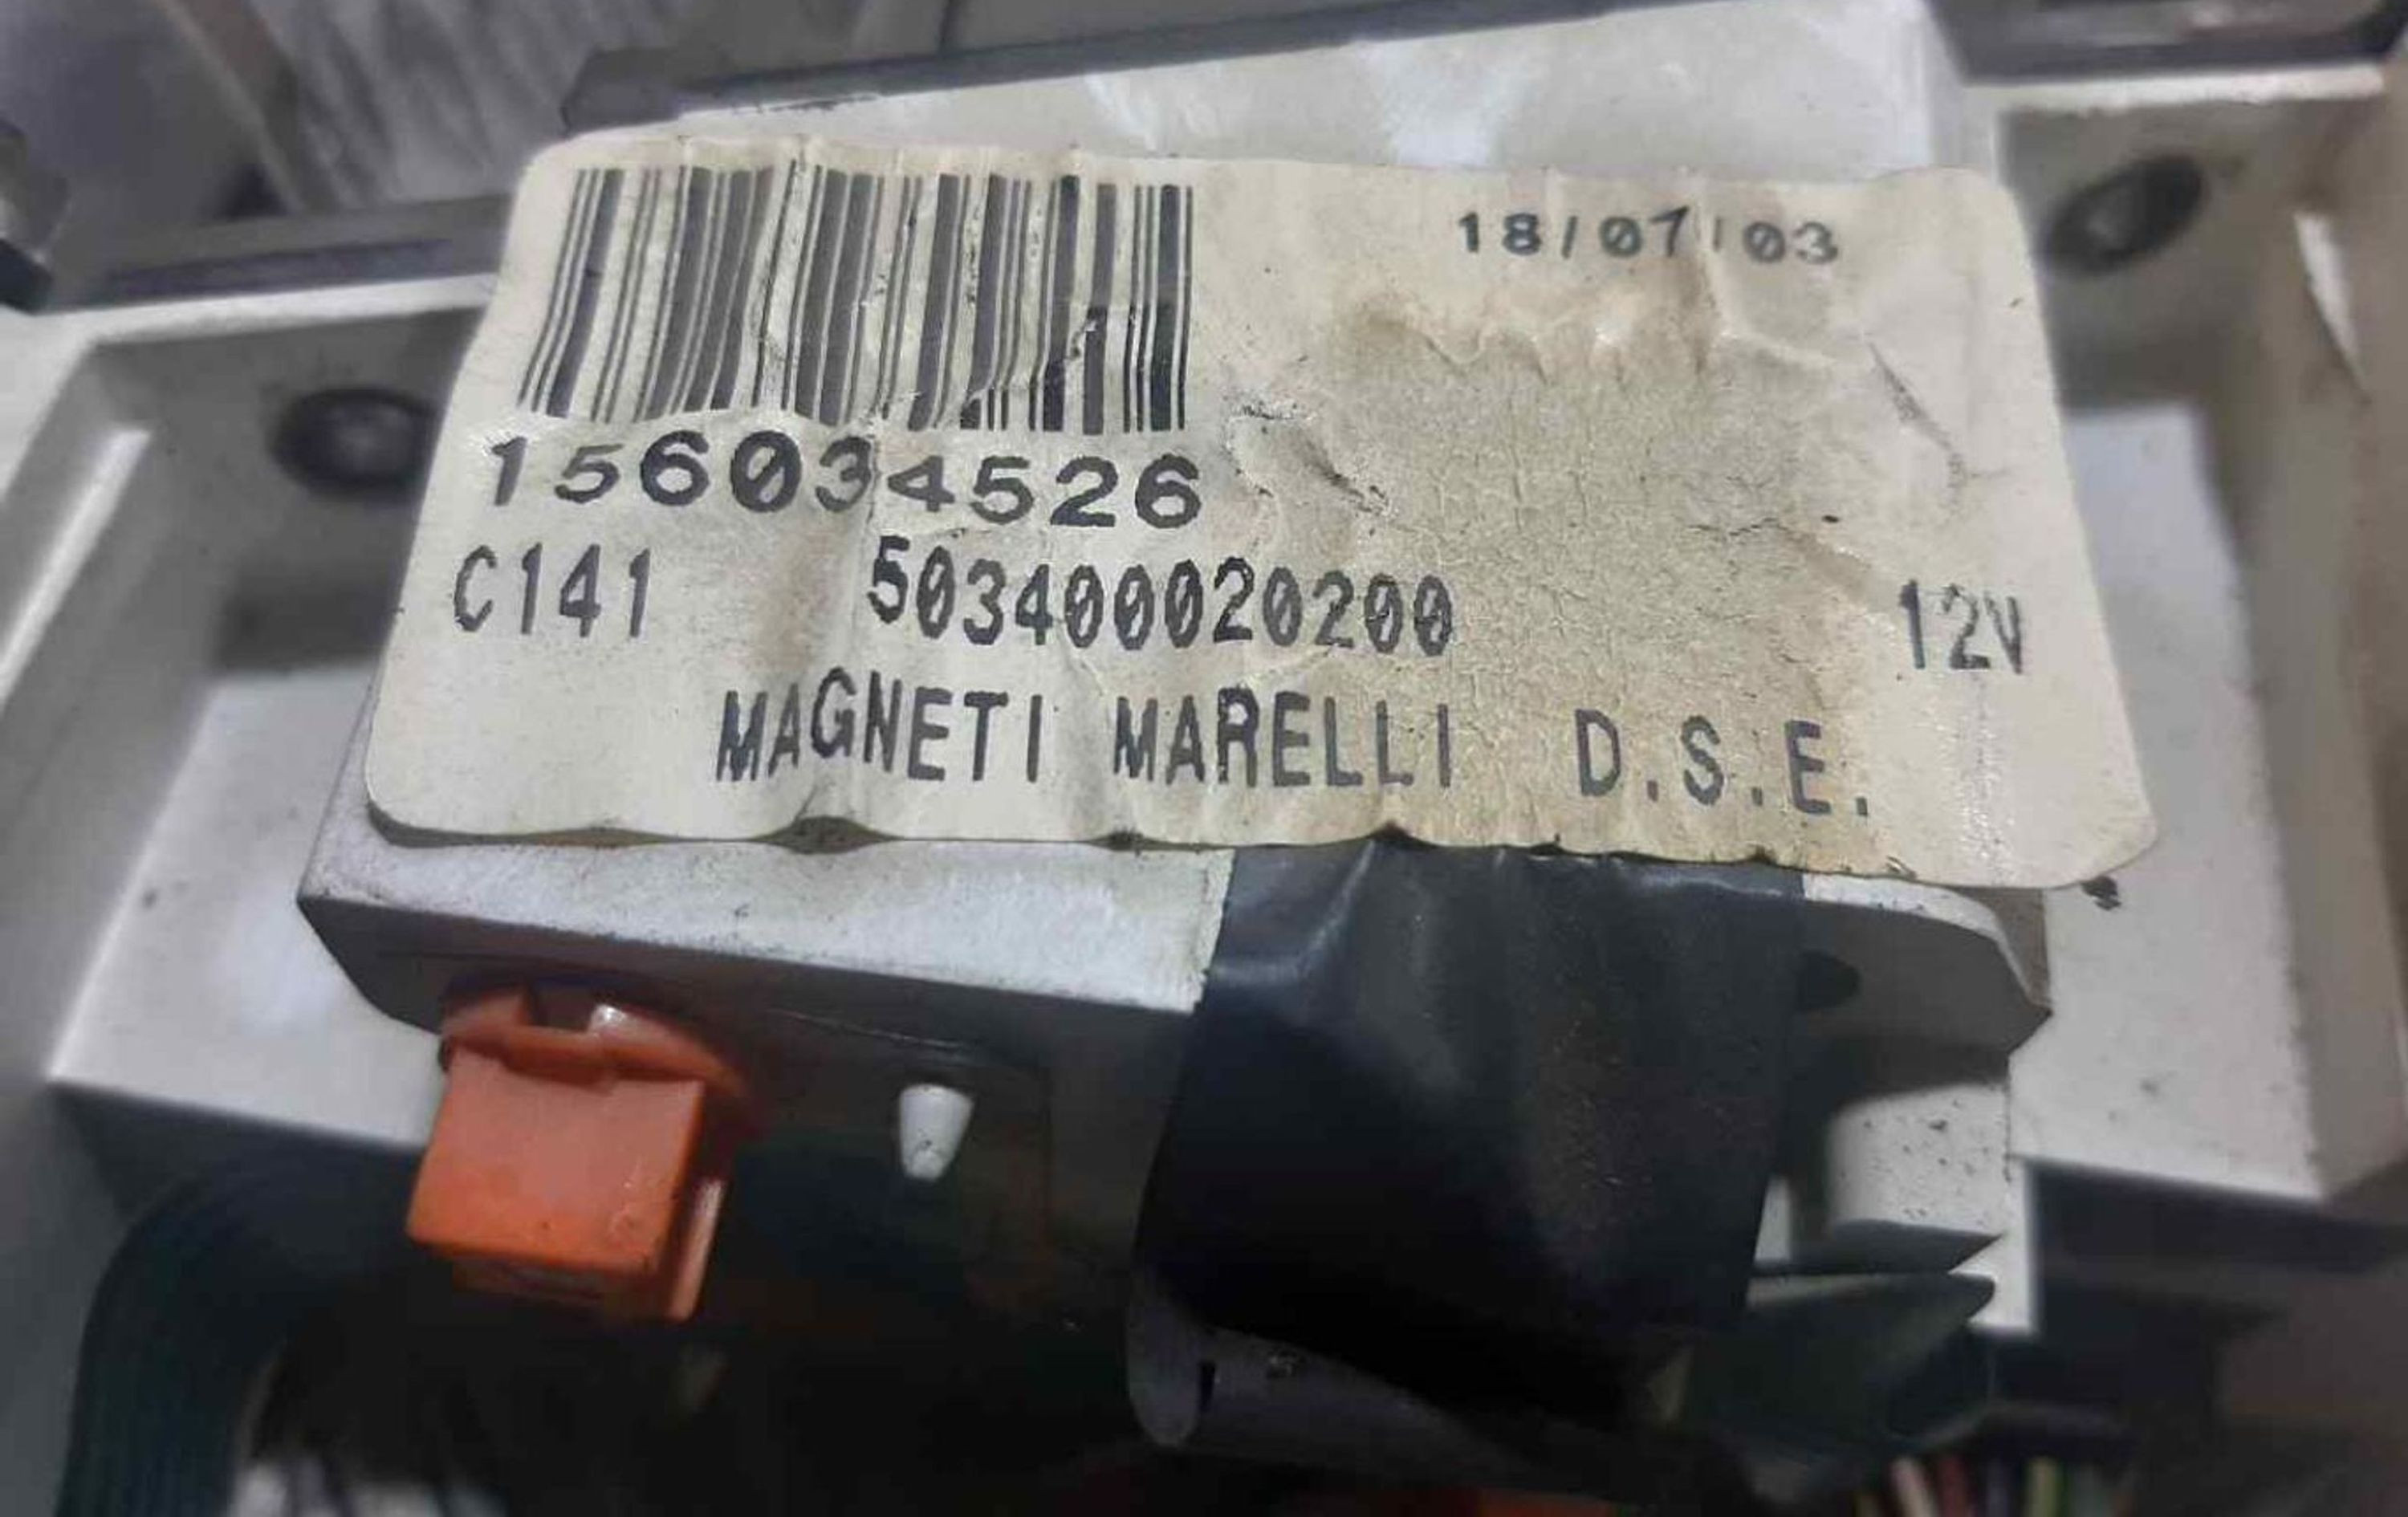 18/07/03
156034526
C141 503400020200 12V
MAGNETI MARELLI D.S.E.